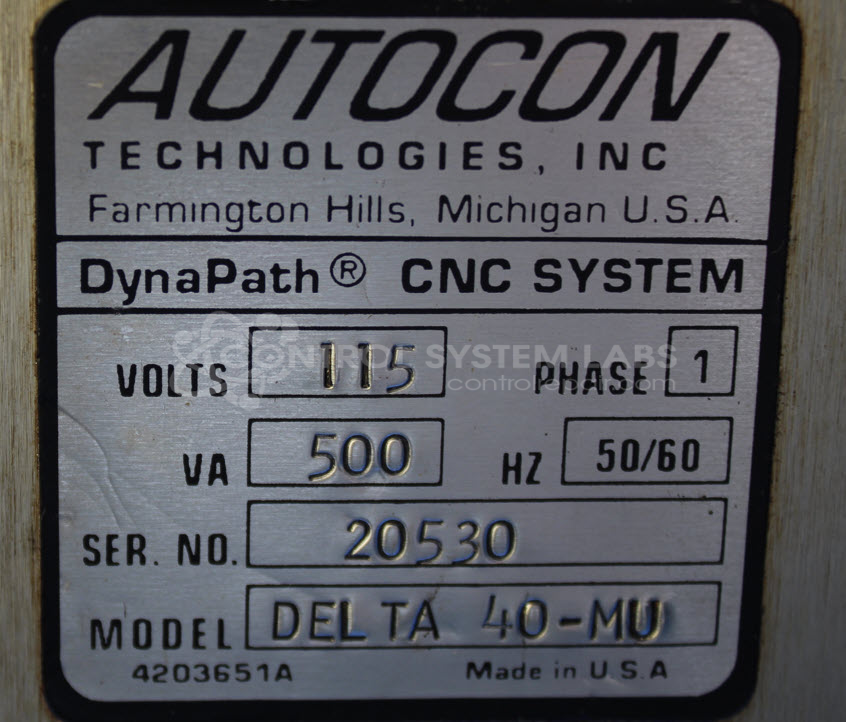 AUTOCON
TECHNOLOGIES, INC
Farmington Hills, Michigan U.S.A.
DynaPath® CNC SYSTEM
CONTROL SYSTEM LABS
VOLTS 115 PHASE 1
controlrepair.com
VA 500 HZ 50/60
SER. NO. 20530
MODEL DELTA 40-MU
4203651A Made in U.S.A